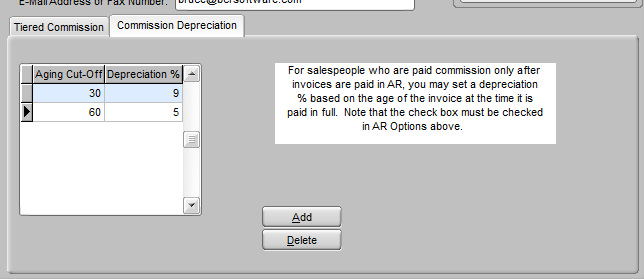 E-Mail Address or Fax Number: bruce@bcrsoftware.com
Tiered Commission Commission Depreciation
Aging Cut-Off Depreciation %
30 9
60 5
For salespeople who are paid commission only after
invoices are paid in AR, you may set a depreciation
% based on the age of the invoice at the time it is
paid in full. Note that the check box must be checked
in AR Options above.
Add
Delete